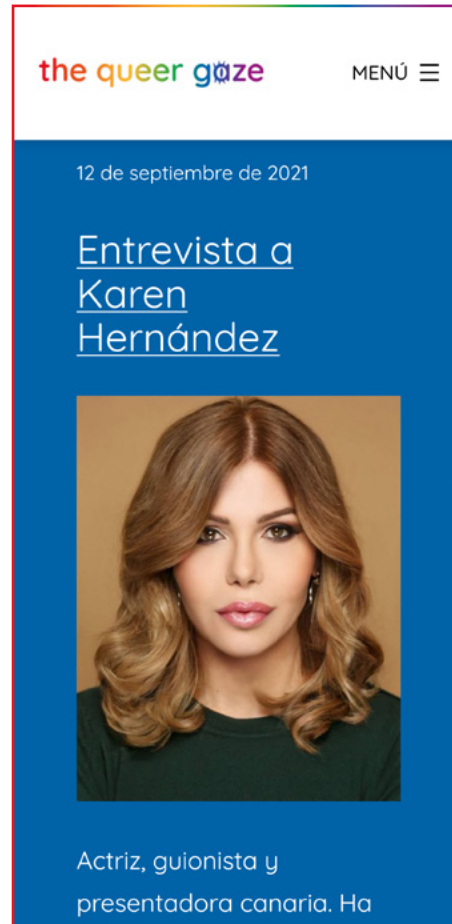 the queer gaze
MENÚ
12 de septiembre de 2021
Entrevista a
Karen
Hernández
Actriz, guionista y
presentadora canaria. Ha